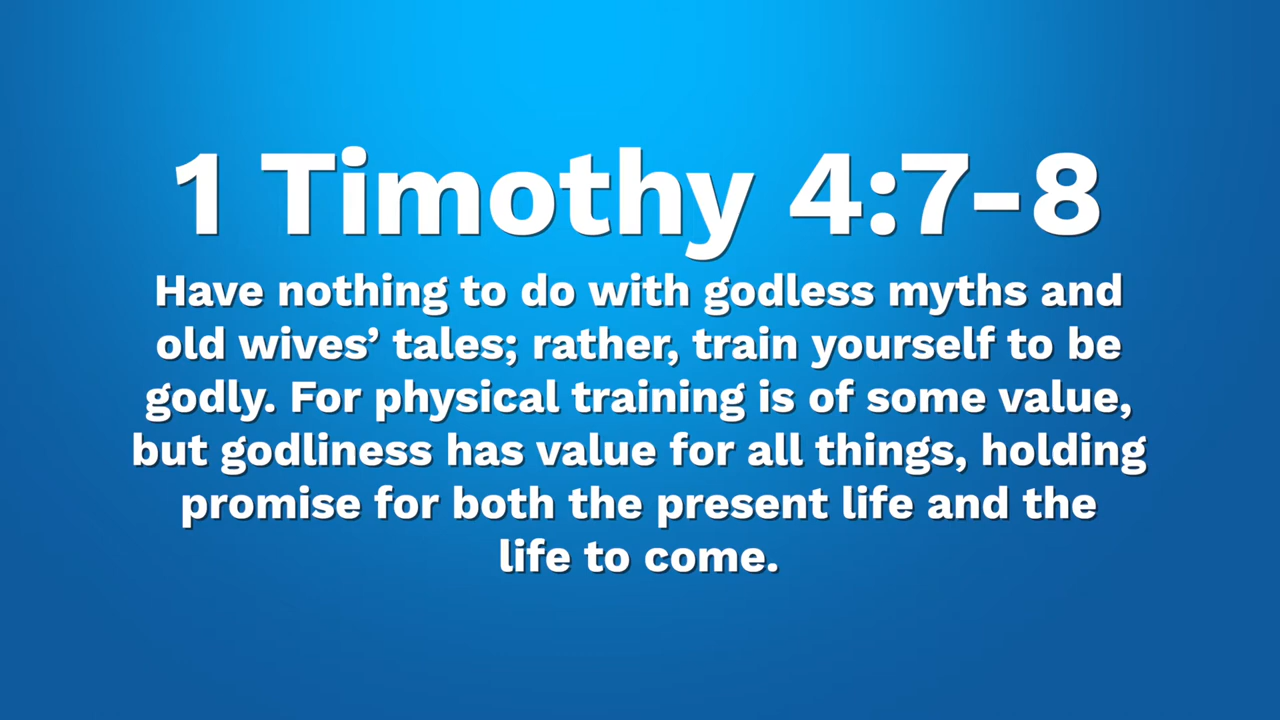 1 Timothy 4:7-8
Have nothing to do with godless myths and
old wives’ tales; rather, train yourself to be
godly. For physical training is of some value,
but godliness has value for all things, holding
promise for both the present life and the
life to come.